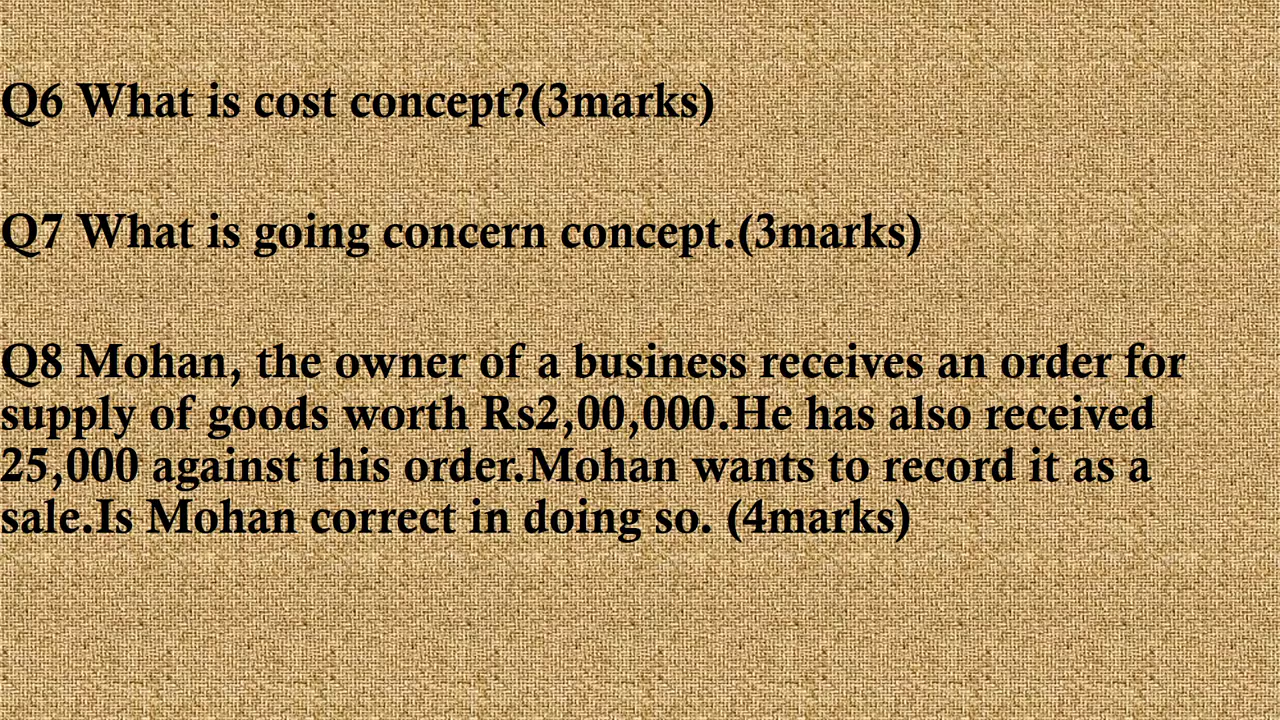 Q6 What is cost concept?(3marks)
Q7 What is going concern concept.(3marks)
Q8 Mohan, the owner of a business receives an order for
supply of goods worth Rs2,00,000.He has also received
25,000 against this order.Mohan wants to record it as a
sale.Is Mohan correct in doing so. (4marks)